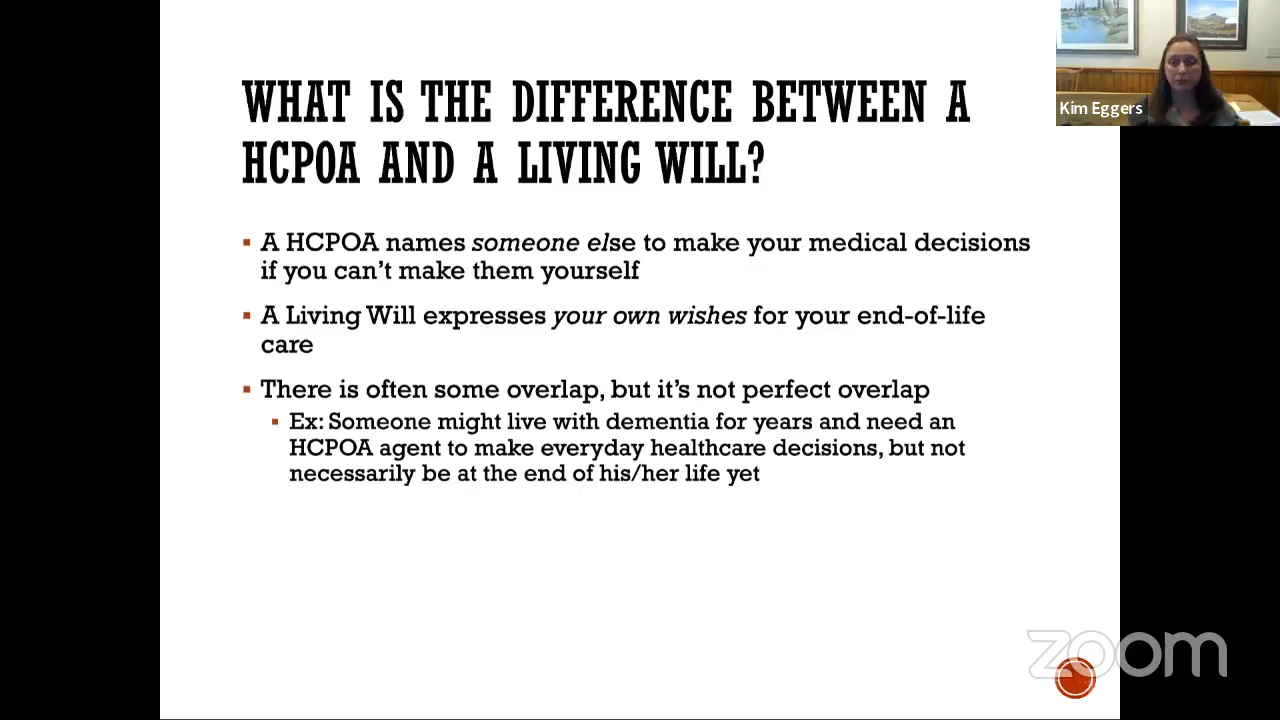 WHAT IS THE DIFFERENCE BETWEEN A
HCPOA AND A LIVING WILL?
Kim Eggers
▪ A HCPOA names someone else to make your medical decisions
if you can't make them yourself
▪ A Living Will expresses your own wishes for your end-of-life
care
▪ There is often some overlap, but it's not perfect overlap
▪ Ex: Someone might live with dementia for years and need an
HCPOA agent to make everyday healthcare decisions, but not
necessarily be at the end of his/her life yet
zoom